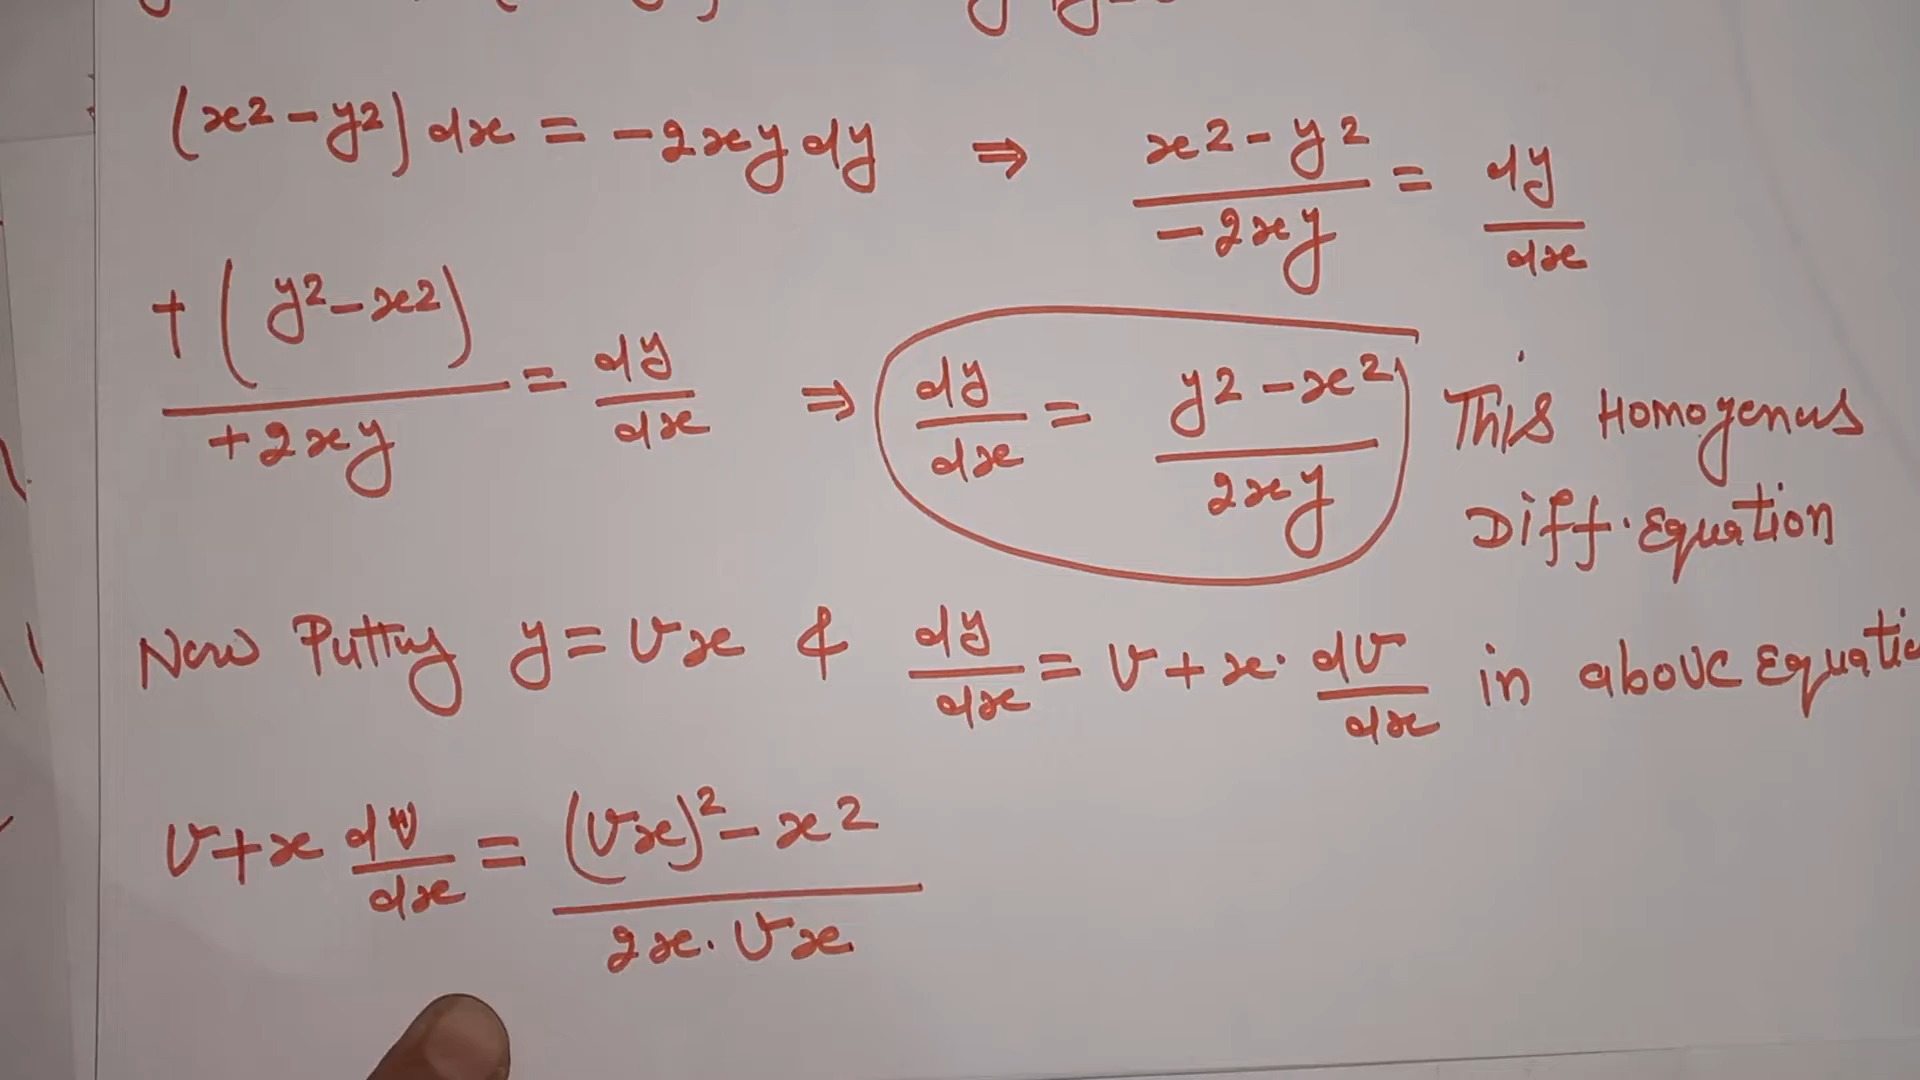 (x2 - y2) dx = -2xy dy ⇒ x2 - y2 / -2xy = dy/dx
+ (y2 - x2) / +2xy = dy/dx ⇒ dy/dx = y2 - x2 / 2xy This Homogenus
Diff. Equation
Now Putting y = vx & dy/dx = v + x. dv/dx in above
v + x dv/dx = (vx)2 - x2 / 2x. vx